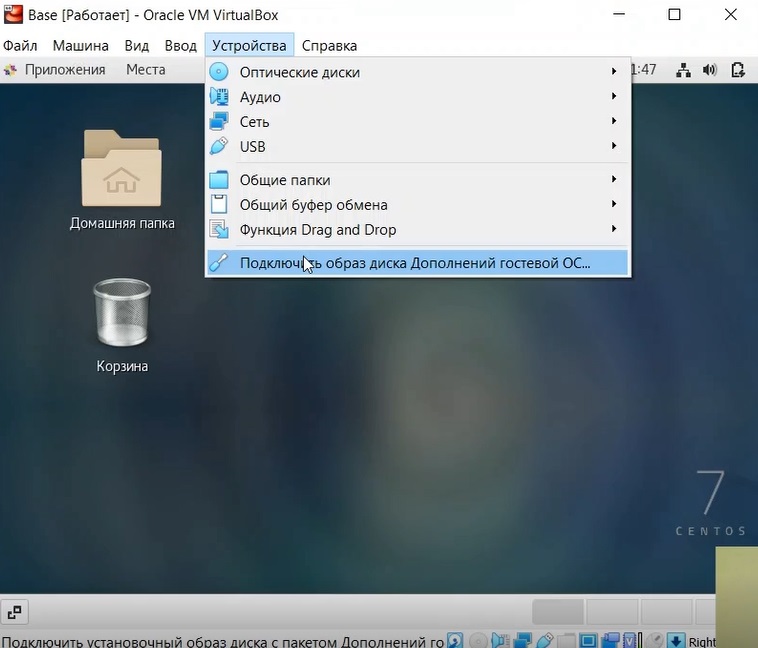 Base [Работает] - Oracle VM VirtualBox
Файл Машина Вид Ввод Устройства Справка
Приложения Места :47
Оптические диски
Аудио
Сеть
USB
Общие папки
Общий буфер обмена
Функция Drag and Drop
Подключить образ диска Дополнений гостевой ОС...
Домашняя папка
Корзина
7
CENTOS
Подключить установочный образ диска с пакетом Дополнений го Right